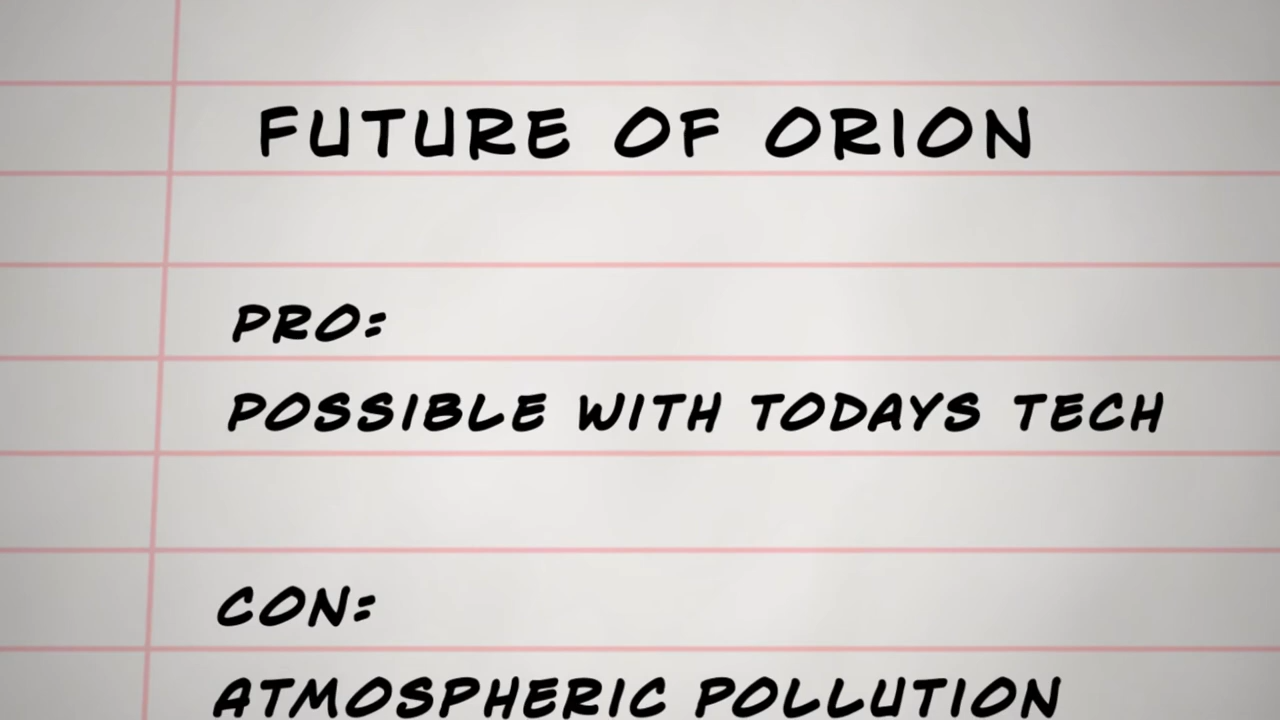 FUTURE OF ORION
PRO:
POSSIBLE WITH TODAYS TECH
CON:
ATMOSPHERIC POLLUTION